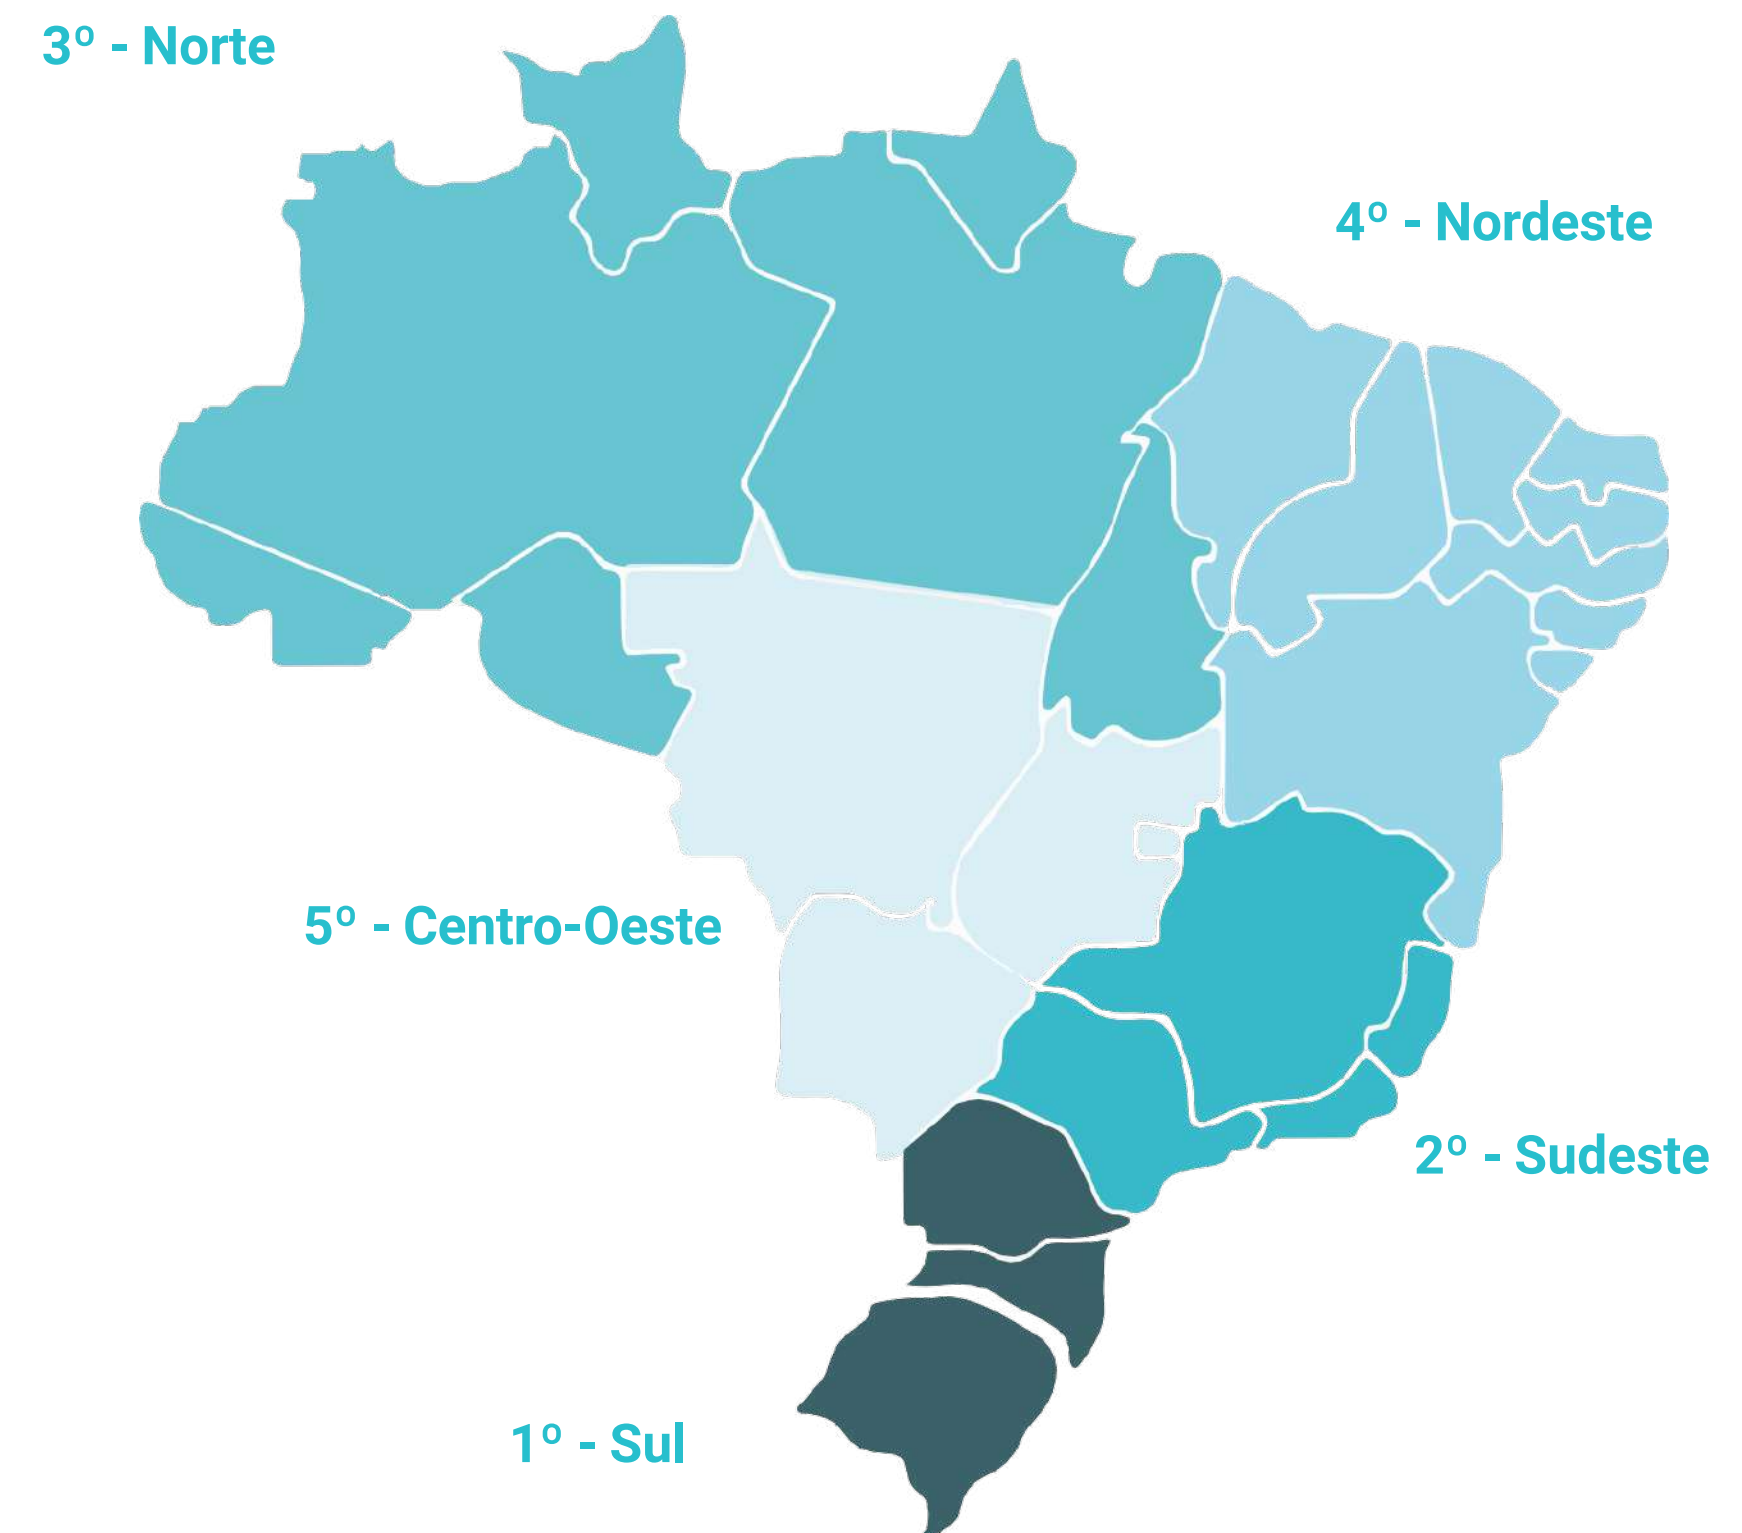 3º - Norte
4º - Nordeste
5º - Centro-Oeste
2º - Sudeste
1º - Sul